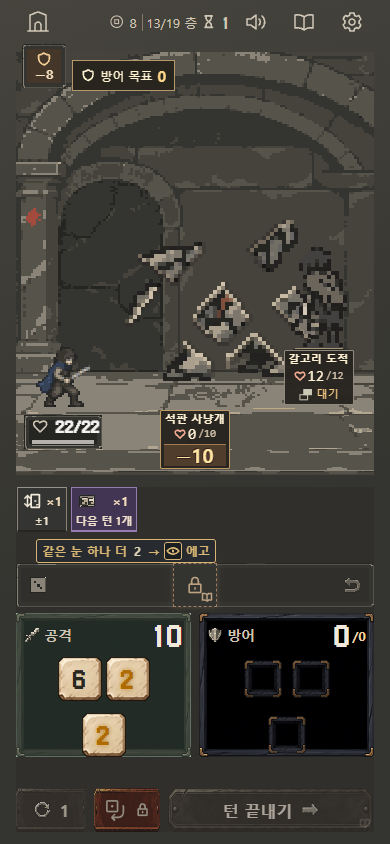 8 13/19 층 1
–8
방어 목표 0
갈고리 도적
12/12
대기
22/22
석판 사냥개
0/10
–10
×1
±1
×1
다음 턴 1개
같은 눈 하나 더 2 → 예고
공격 10
6 2
2
방어 0/0
1
턴 끝내기 →